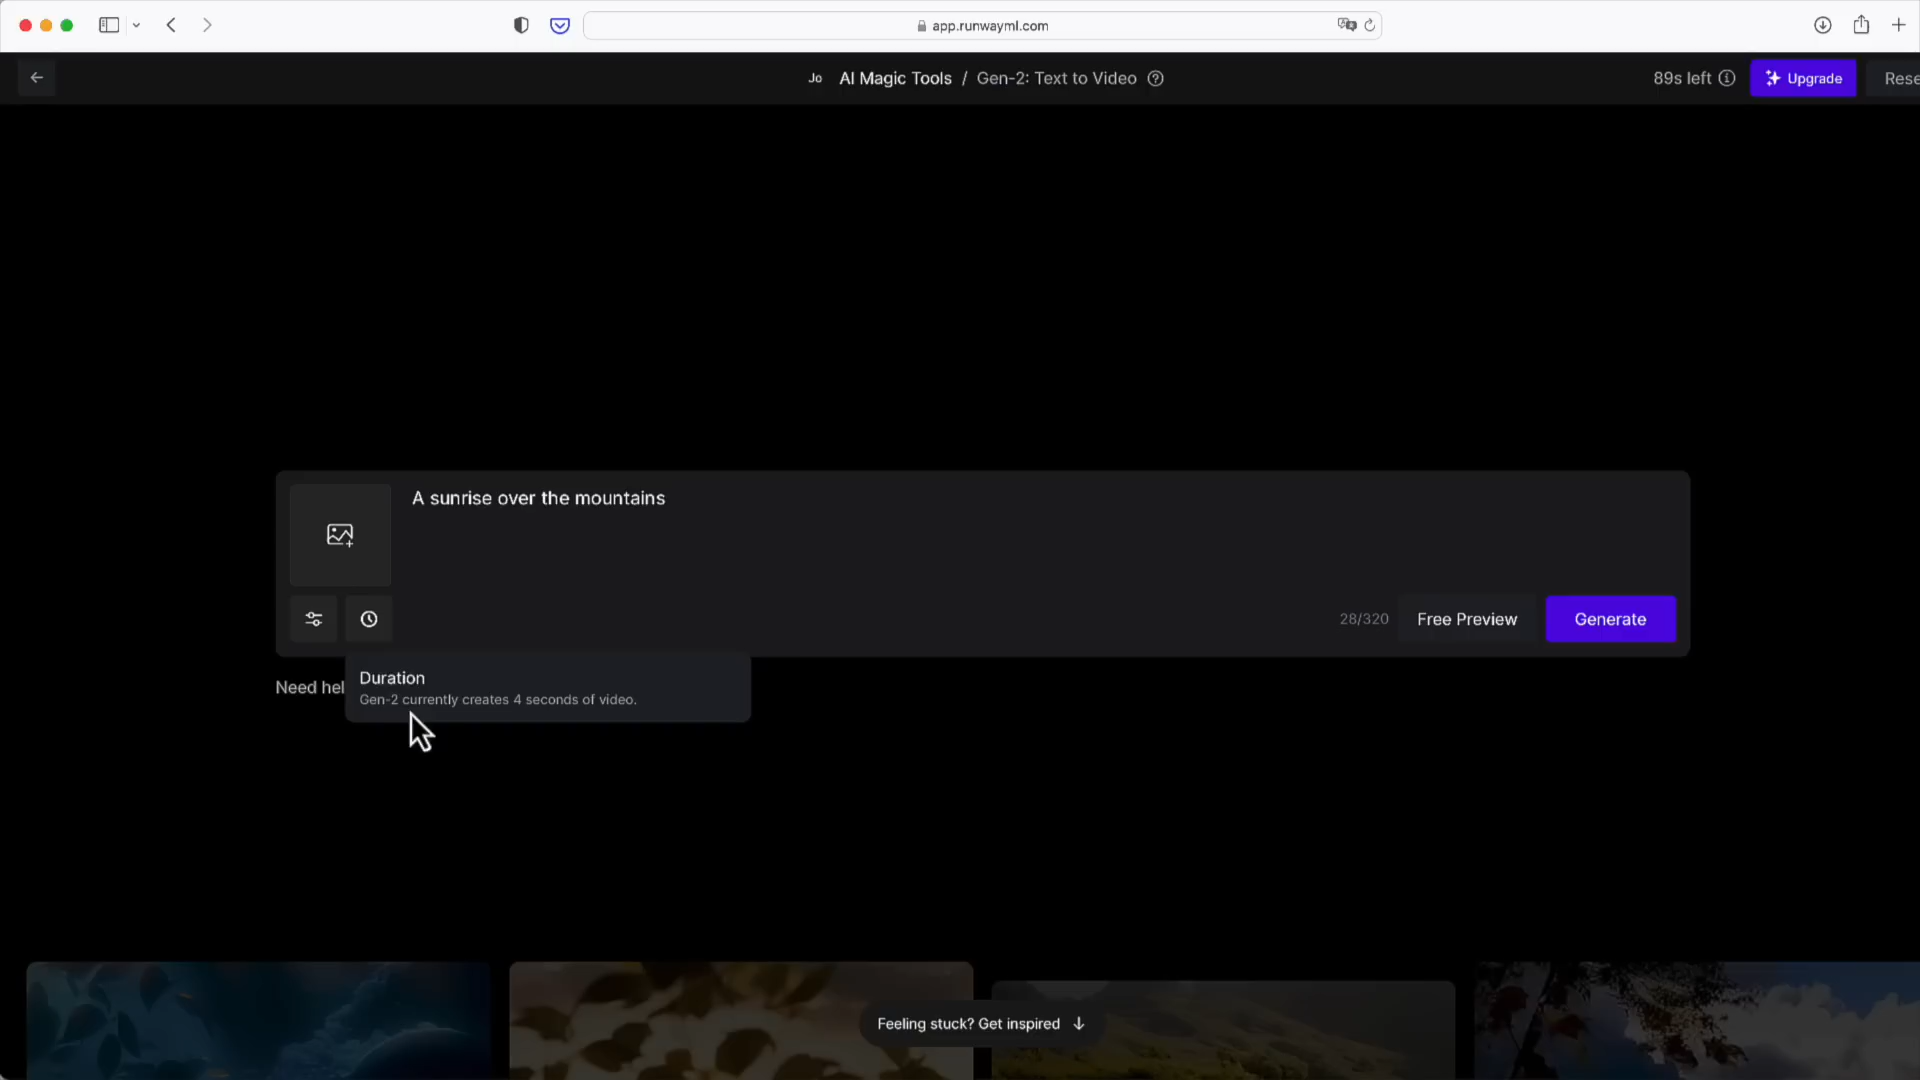 app.runwayml.com
Jo AI Magic Tools / Gen-2: Text to Video
89s left
Upgrade
Rese
A sunrise over the mountains
28/320
Free Preview
Generate
Need hel
Duration
Gen-2 currently creates 4 seconds of video.
Feeling stuck? Get inspired ↓